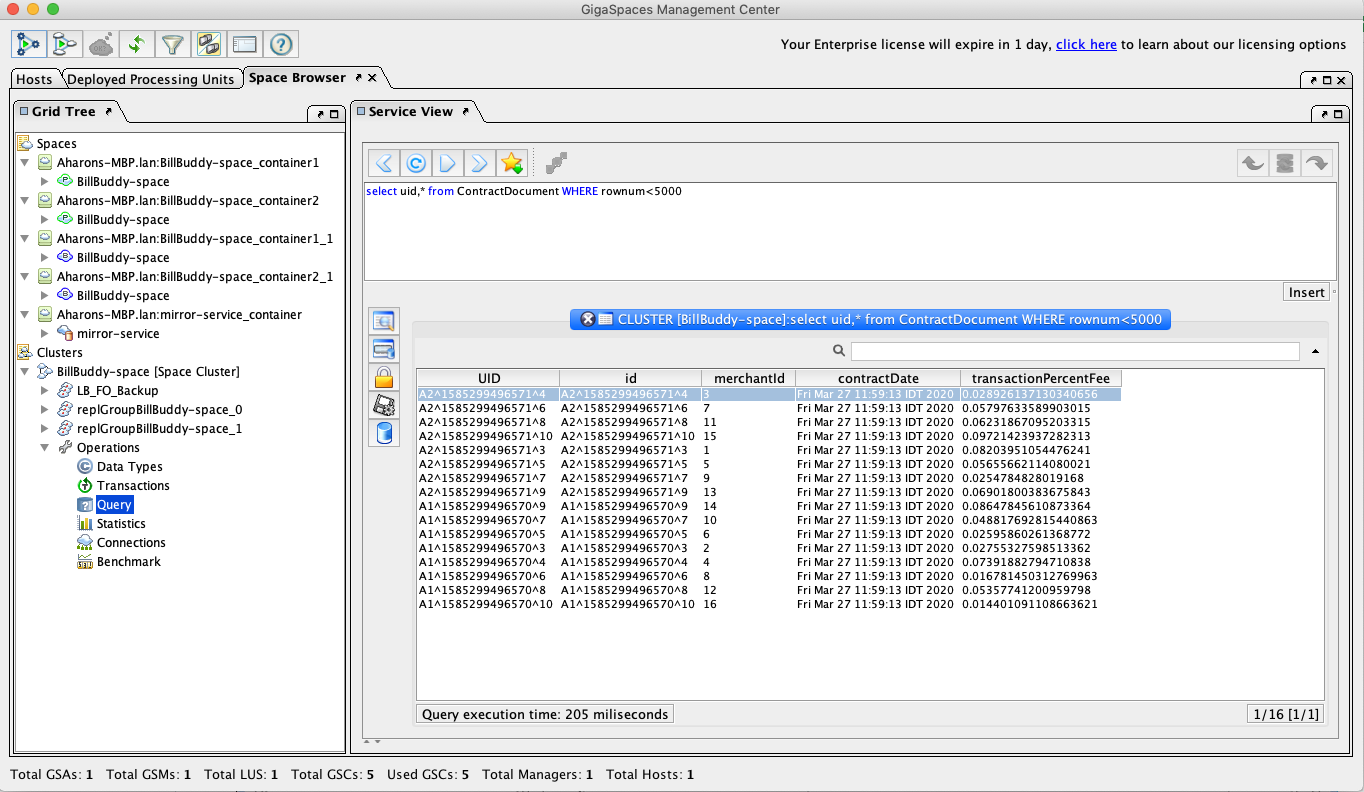 GigaSpaces Management Center
Your Enterprise license will expire in 1 day, click here to learn about our licensing options
Hosts Deployed Processing Units Space Browser
Grid Tree
Spaces
Aharons-MBP.lan:BillBuddy-space_container1
BillBuddy-space
Aharons-MBP.lan:BillBuddy-space_container2
BillBuddy-space
Aharons-MBP.lan:BillBuddy-space_container1_1
BillBuddy-space
Aharons-MBP.lan:BillBuddy-space_container2_1
BillBuddy-space
Aharons-MBP.lan:mirror-service_container
mirror-service
Clusters
BillBuddy-space [Space Cluster]
LB_FO_Backup
replGroupBillBuddy-space_0
replGroupBillBuddy-space_1
Operations
Data Types
Transactions
Query
Statistics
Connections
Benchmark
Service View
select uid,* from ContractDocument WHERE rownum<5000
Insert
CLUSTER [BillBuddy-space]:select uid,* from ContractDocument WHERE rownum<5000
UID id merchantId contractDate transactionPercentFee
A2^1585299496571^4 A2^1585299496571^4 3 Fri Mar 27 11:59:13 IDT 2020 0.028926137130340656
A2^1585299496571^6 A2^1585299496571^6 7 Fri Mar 27 11:59:13 IDT 2020 0.05797633589903015
A2^1585299496571^8 A2^1585299496571^8 11 Fri Mar 27 11:59:13 IDT 2020 0.06231867095203315
A2^1585299496571^10 A2^1585299496571^10 15 Fri Mar 27 11:59:13 IDT 2020 0.09721423937282313
A2^1585299496571^3 A2^1585299496571^3 1 Fri Mar 27 11:59:13 IDT 2020 0.08203951054476241
A2^1585299496571^5 A2^1585299496571^5 5 Fri Mar 27 11:59:13 IDT 2020 0.05655662114080021
A2^1585299496571^7 A2^1585299496571^7 9 Fri Mar 27 11:59:13 IDT 2020 0.0254784828019168
A2^1585299496571^9 A2^1585299496571^9 13 Fri Mar 27 11:59:13 IDT 2020 0.06901800383675843
A1^1585299496570^9 A1^1585299496570^9 14 Fri Mar 27 11:59:13 IDT 2020 0.08647845610873364
A1^1585299496570^7 A1^1585299496570^7 10 Fri Mar 27 11:59:13 IDT 2020 0.048817692815440863
A1^1585299496570^5 A1^1585299496570^5 6 Fri Mar 27 11:59:13 IDT 2020 0.02595860261368772
A1^1585299496570^3 A1^1585299496570^3 2 Fri Mar 27 11:59:13 IDT 2020 0.02755327598513362
A1^1585299496570^4 A1^1585299496570^4 4 Fri Mar 27 11:59:13 IDT 2020 0.07391882794710838
A1^1585299496570^6 A1^1585299496570^6 8 Fri Mar 27 11:59:13 IDT 2020 0.016781450312769963
A1^1585299496570^8 A1^1585299496570^8 12 Fri Mar 27 11:59:13 IDT 2020 0.05357741200959798
A1^1585299496570^10 A1^1585299496570^10 16 Fri Mar 27 11:59:13 IDT 2020 0.014401091108663621
Query execution time: 205 miliseconds
1/16 [1/1]
Total GSAs: 1 Total GSMs: 1 Total LUS: 1 Total GSCs: 5 Used GSCs: 5 Total Managers: 1 Total Hosts: 1